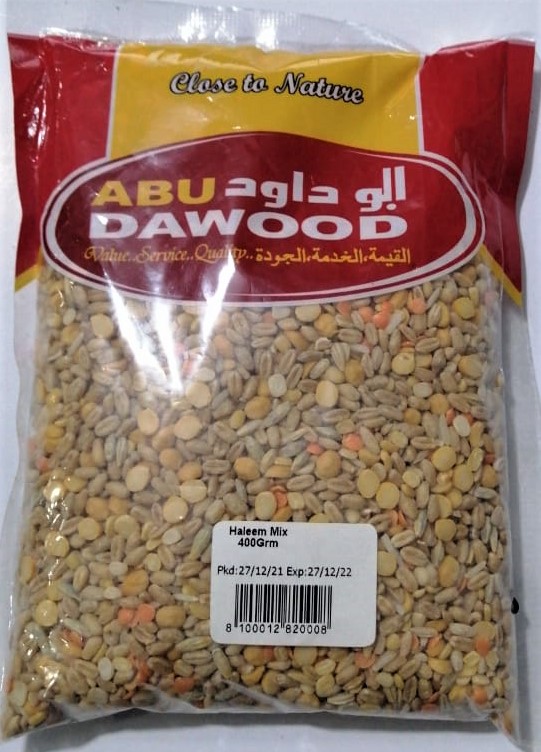 Close to Nature
ABU ابو داود
DAWOOD
Value..Service..Quality.. القيمة،الخدمة،الجودة
Haleem Mix
400Grm
Pkd:27/12/21 Exp:27/12/22
8 100012 820008